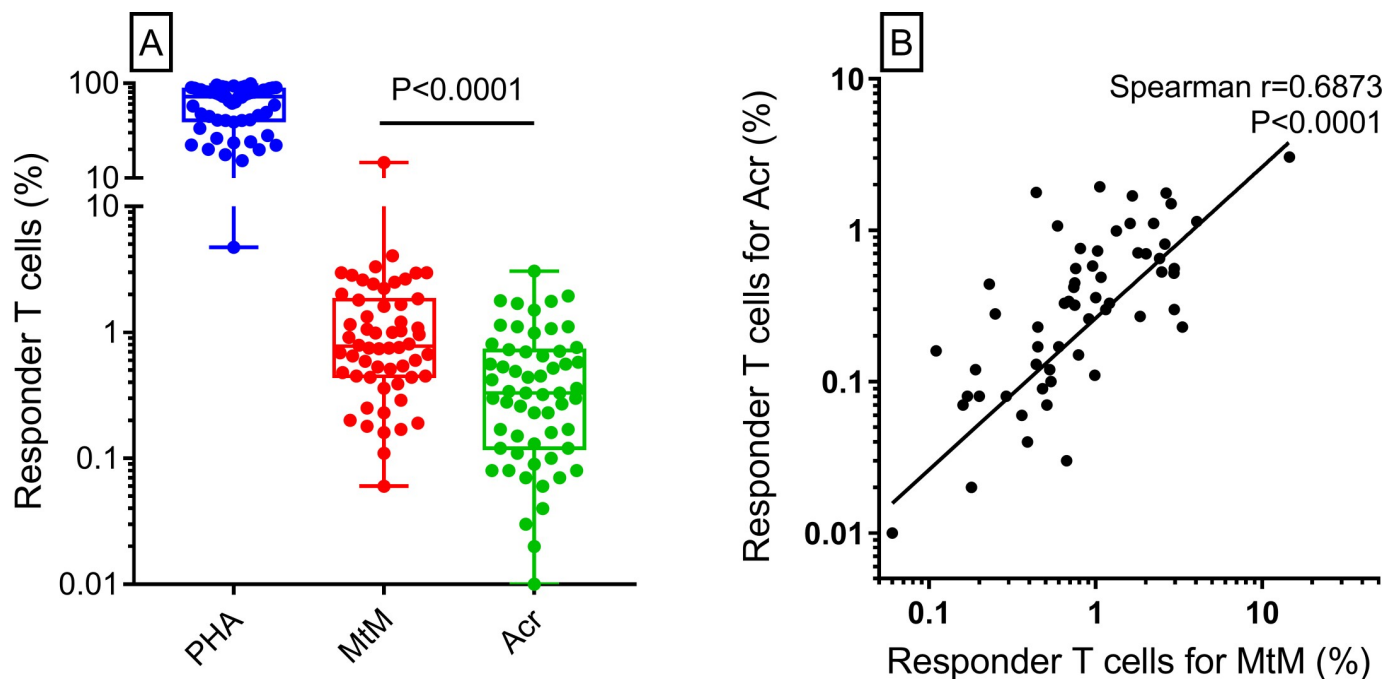 A
Responder T cells (%)
100
10
10
1
0.1
0.01
P<0.0001
PHA
MtM
Acr
B
Responder T cells for Acr (%)
10
1
0.1
0.01
Spearman r=0.6873
P<0.0001
0.1
1
10
Responder T cells for MtM (%)